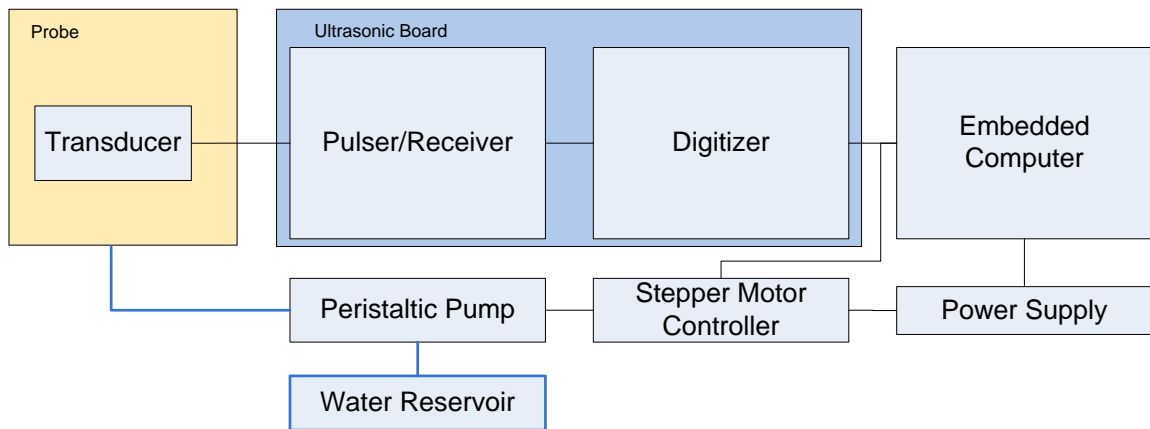 Probe
Ultrasonic Board
Transducer
Pulser/Receiver
Digitizer
Embedded
Computer
Peristaltic Pump
Stepper Motor
Controller
Power Supply
Water Reservoir